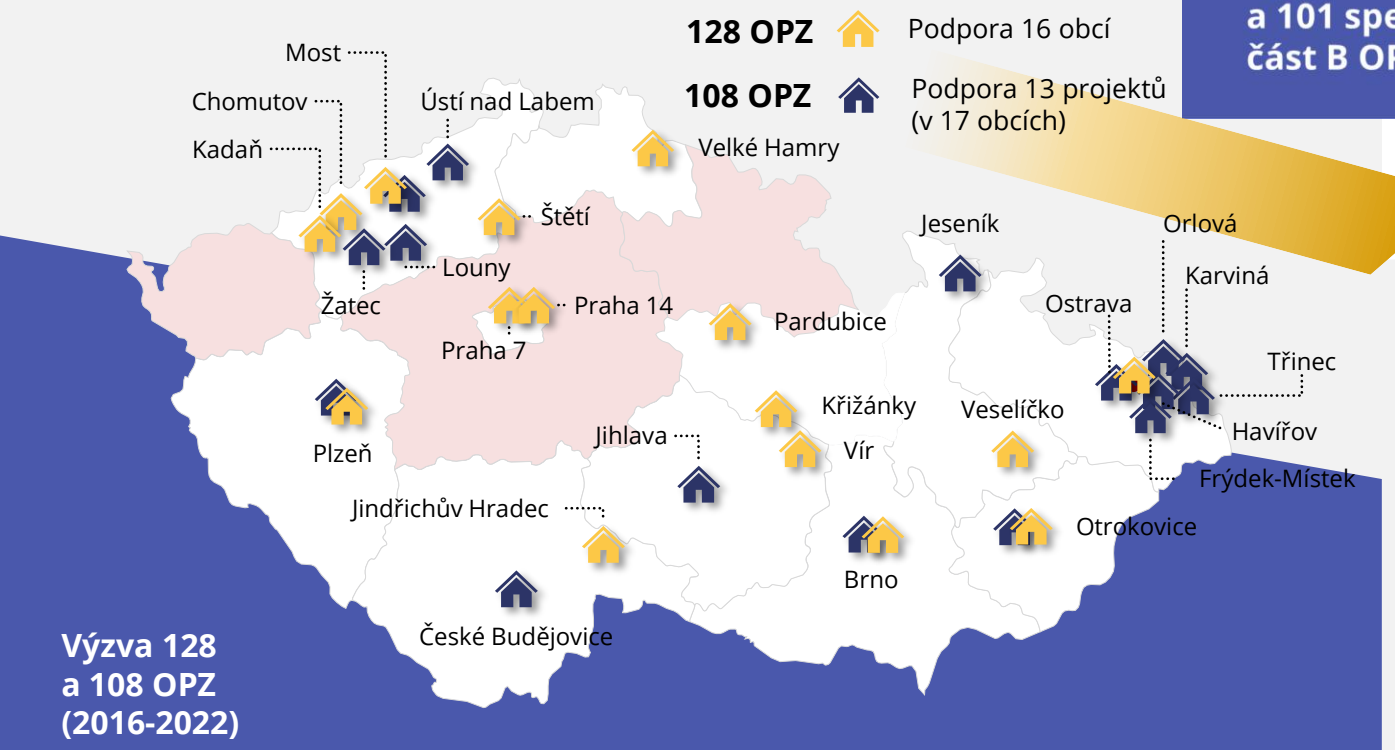 128 OPZ
Podpora 16 obcí
a 101
část B
108 OPZ
Podpora 13 projektů
(v 17 obcích)
Most
Chomutov
Ústí nad Labem
Kadaň
Velké Hamry
Štětí
Jeseník
Orlová
Louny
Karviná
Žatec
Praha 14
Ostrava
Pardubice
Praha 7
Třinec
Křižánky
Veselíčko
Jihlava
Havířov
Plzeň
Vír
Frýdek-Místek
Jindřichův Hradec
Otrokovice
Brno
České Budějovice
Výzva 128
a 108 OPZ
(2016-2022)